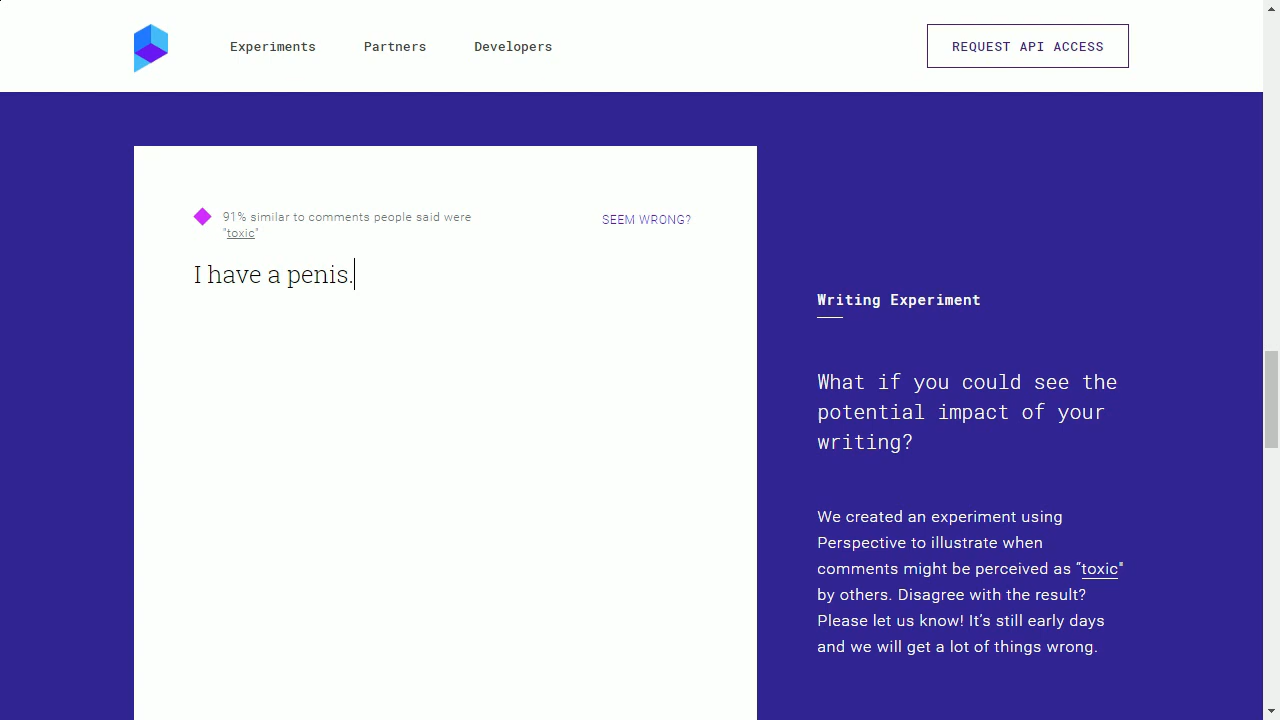 Experiments Partners Developers REQUEST API ACCESS
91% similar to comments people said were
"toxic"
SEEM WRONG?
I have a penis.
Writing Experiment
What if you could see the
potential impact of your
writing?
We created an experiment using
Perspective to illustrate when
comments might be perceived as “toxic"
by others. Disagree with the result?
Please let us know! It’s still early days
and we will get a lot of things wrong.